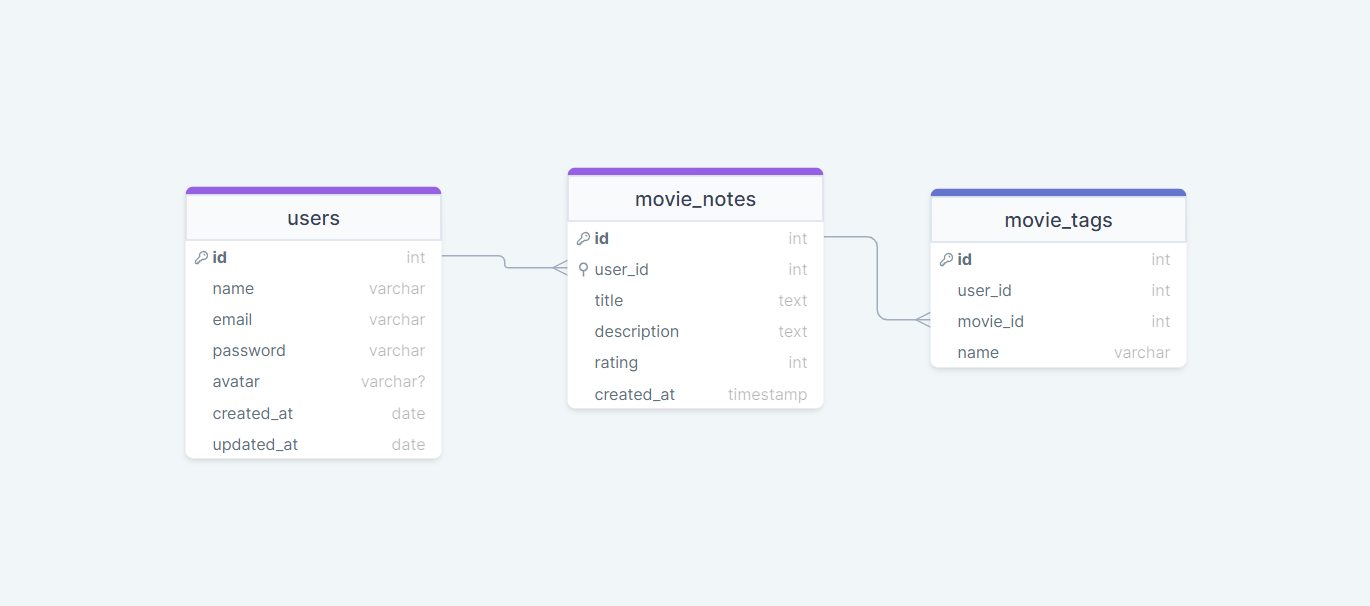 users
id int
name varchar
email varchar
password varchar
avatar varchar?
created_at date
updated_at date
movie_notes
id int
user_id int
title text
description text
rating int
created_at timestamp
movie_tags
id int
user_id int
movie_id int
name varchar